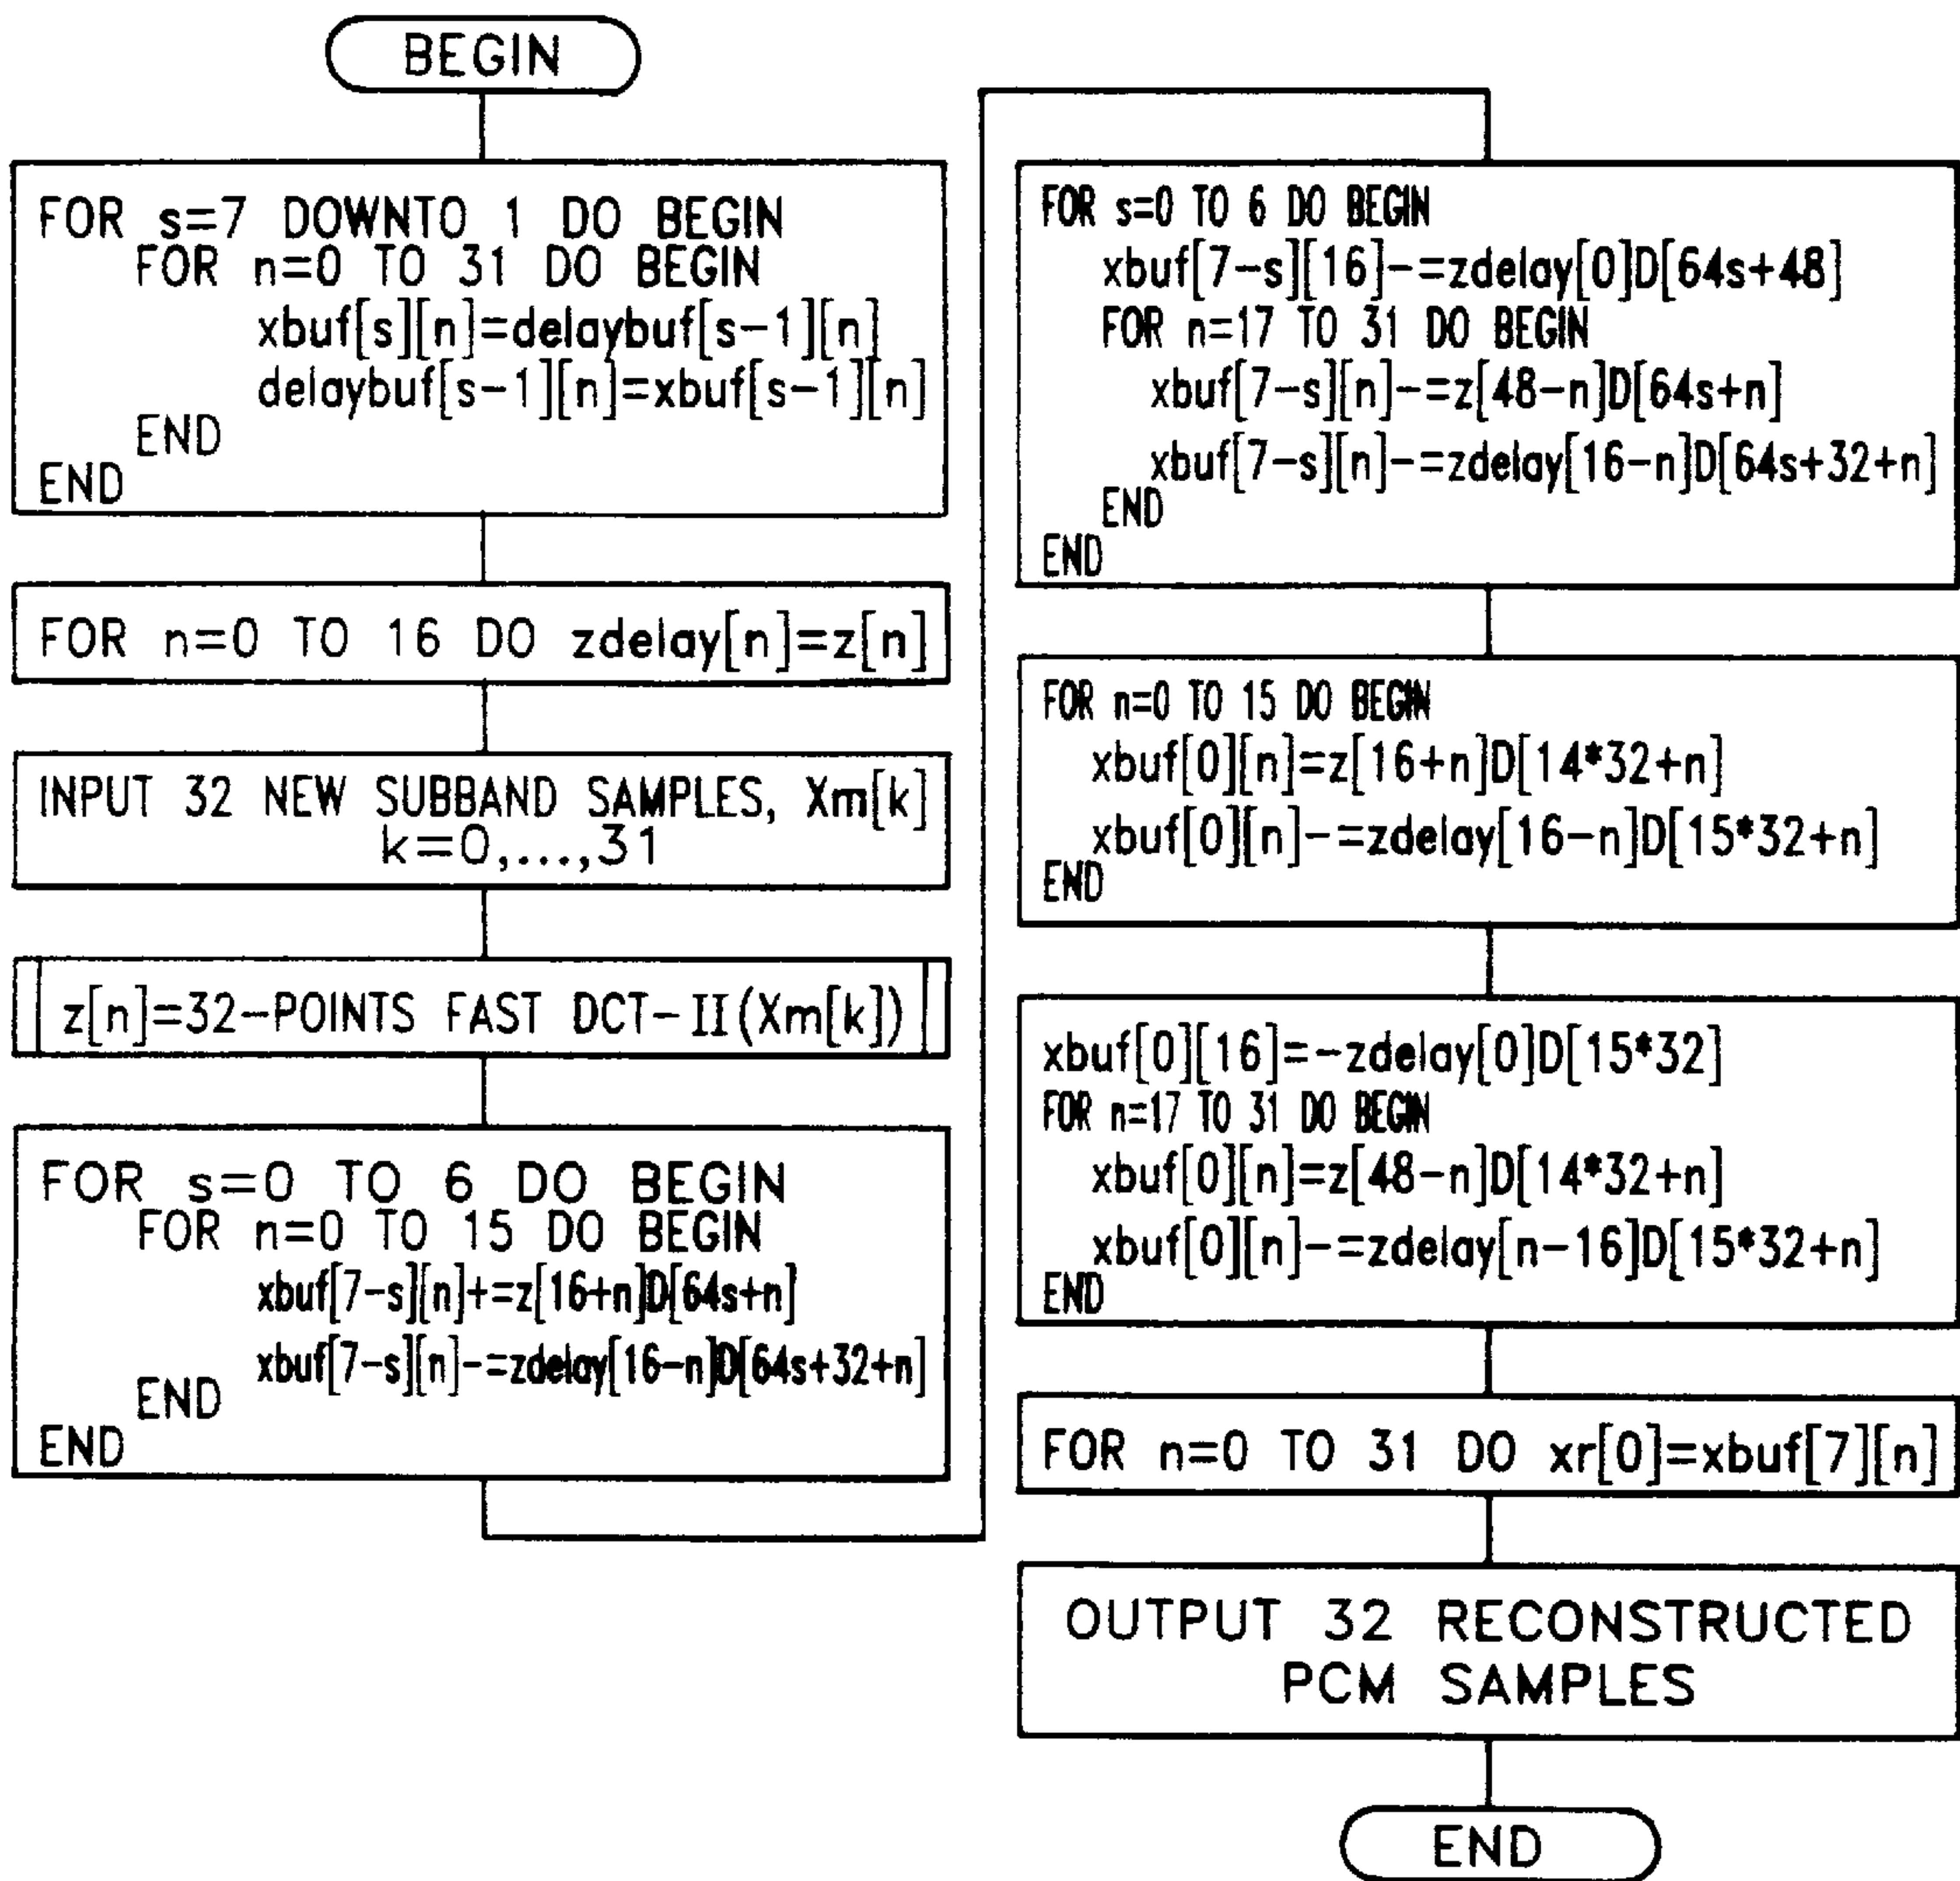 BEGIN
FOR s=7 DOWNTO 1 DO BEGIN
FOR n=0 TO 31 DO BEGIN
xbuf[s][n]=delaybuf[s-1][n]
delaybuf[s-1][n]=xbuf[s-1][n]
END
END
FOR n=0 TO 16 DO zdelay[n]=z[n]
INPUT 32 NEW SUBBAND SAMPLES, Xm[k]
k=0,...,31
z[n]=32-POINTS FAST DCT-II(Xm[k])
FOR s=0 TO 6 DO BEGIN
FOR n=0 TO 15 DO BEGIN
xbuf[7-s][n]+=z[16+n]D[64s+n]
xbuf[7-s][n]-=zdelay[16-n]D[64s+32+n]
END
END
FOR s=0 TO 6 DO BEGIN
xbuf[7-s][16]-=zdelay[0]D[64s+48]
FOR n=17 TO 31 DO BEGIN
xbuf[7-s][n]-=z[48-n]D[64s+n]
xbuf[7-s][n]-=zdelay[16-n]D[64s+32+n]
END
END
FOR n=0 TO 15 DO BEGIN
xbuf[0][n]=z[16+n]D[14*32+n]
xbuf[0][n]-=zdelay[16-n]D[15*32+n]
END
xbuf[0][16]=-zdelay[0]D[15*32]
FOR n=17 TO 31 DO BEGIN
xbuf[0][n]=z[48-n]D[14*32+n]
xbuf[0][n]-=zdelay[n-16]D[15*32+n]
END
FOR n=0 TO 31 DO xr[0]=xbuf[7][n]
OUTPUT 32 RECONSTRUCTED
PCM SAMPLES
END